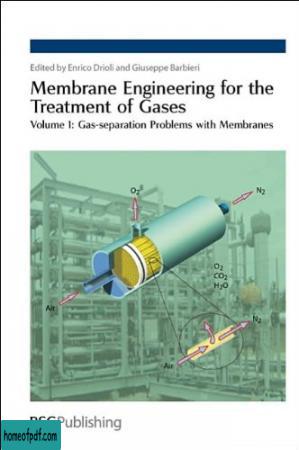 Edited by Enrico Drioli and Giuseppe Barbieri
Membrane Engineering for the
Treatment of Gases
Volume 1: Gas-separation Problems with Membranes
O₂
N₂
O₂
CO₂
H₂O
Air
N₂
Air
RSCPublishing
homeofpdf.com